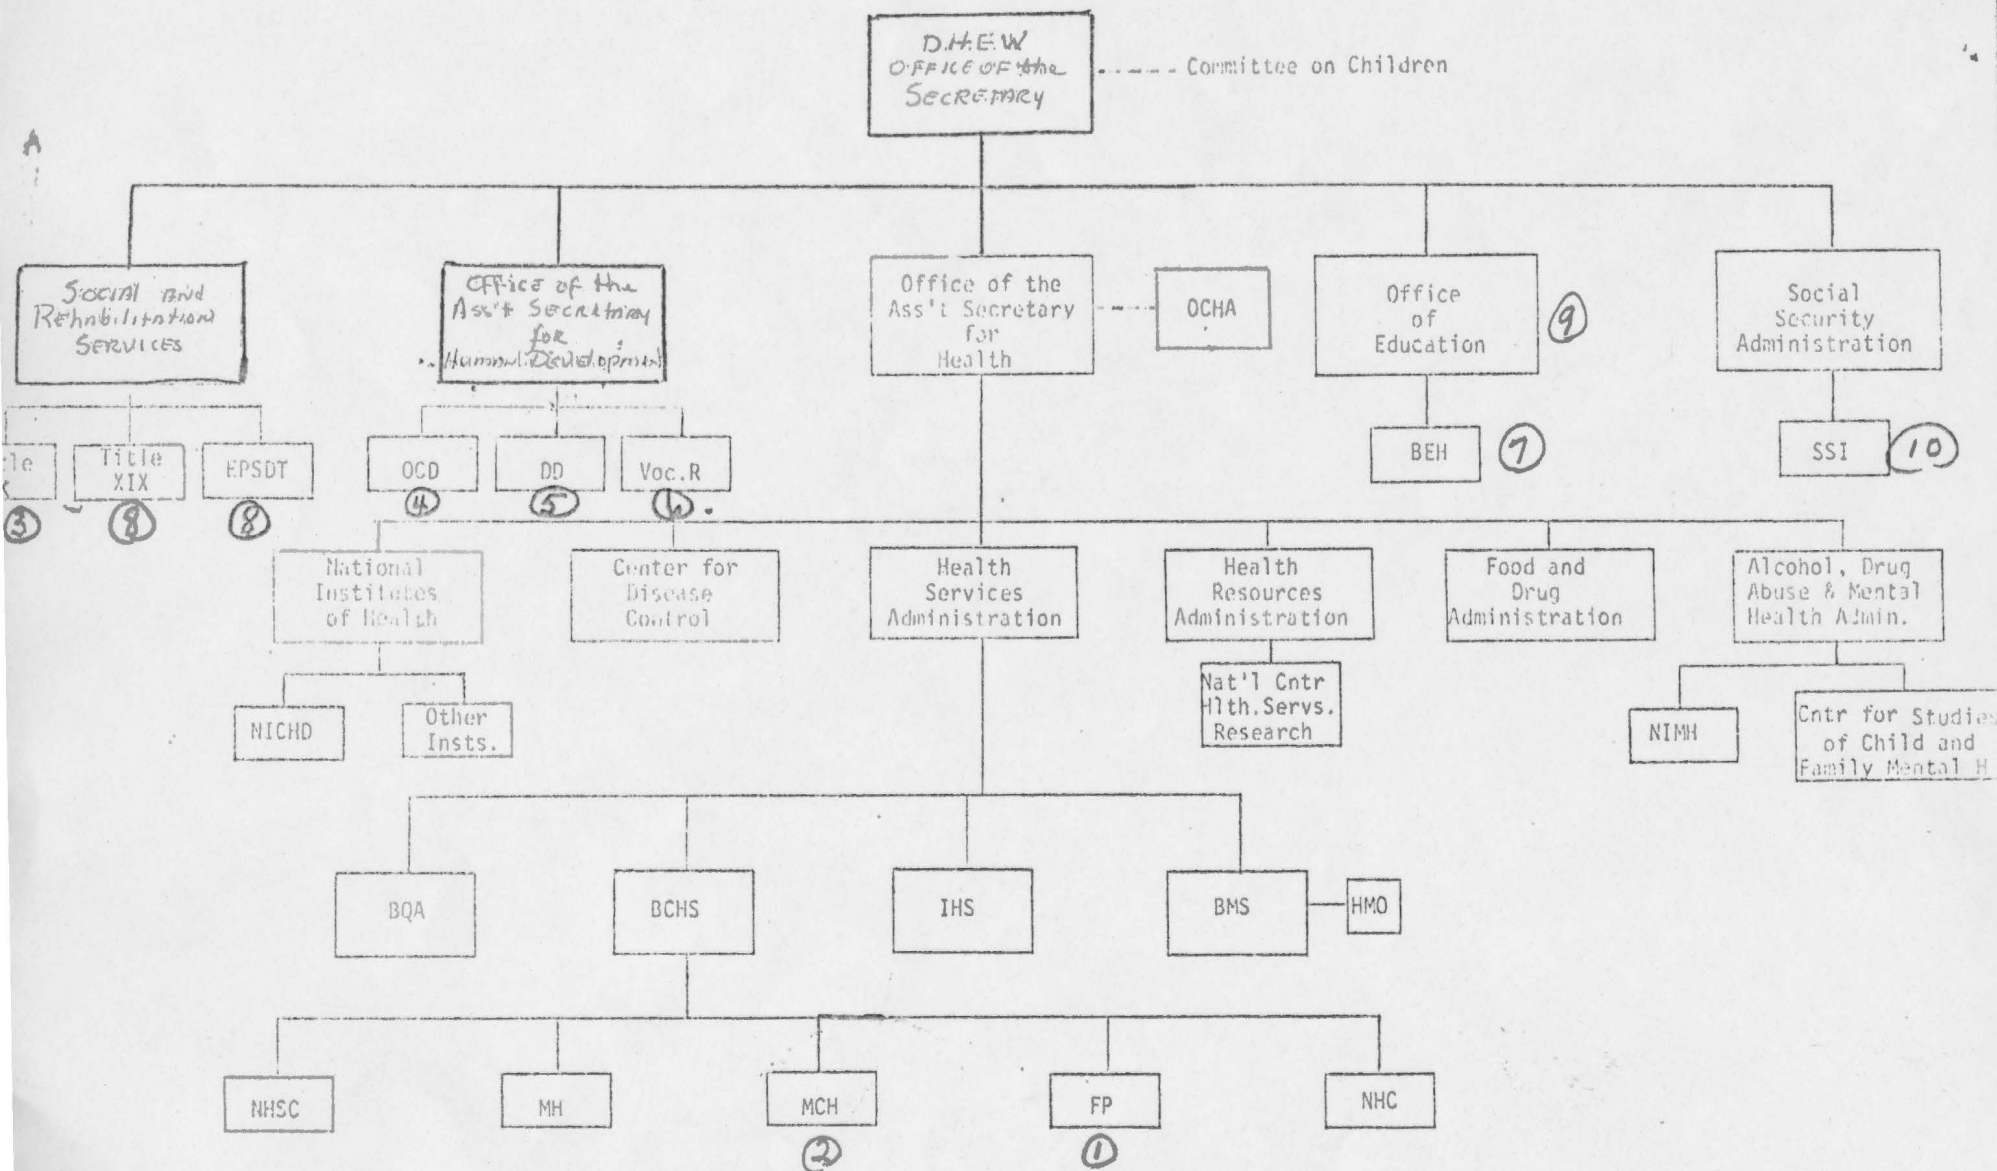 D.H.E.W
OFFICE OF the
SECRETARY
Committee on Children
A
SOCIAL AND
REHABILITATION
SERVICES
OFFICE of the
ASS'T SECRETARY
for
Human Development
Office of the
Ass't Secretary
for
Health
OCHA
Office
of
Education
9
Social
Security
Administration
Title
XIX
EPSDT
OCD
DD
Voc.R
BEH
7
SSI
10
3
8
8
4
5
6.
National
Institutes
of Health
Center for
Disease
Control
Health
Services
Administration
Health
Resources
Administration
Food and
Drug
Administration
Alcohol, Drug
Abuse & Mental
Health Admin.
NICHD
Other
Insts.
Nat'l Cntr
Hlth.Servs.
Research
NIMH
Cntr for Studies
of Child and
Family Mental H
BQA
BCHS
IHS
BMS
HMO
NHSC
MH
MCH
FP
NHC
2
1